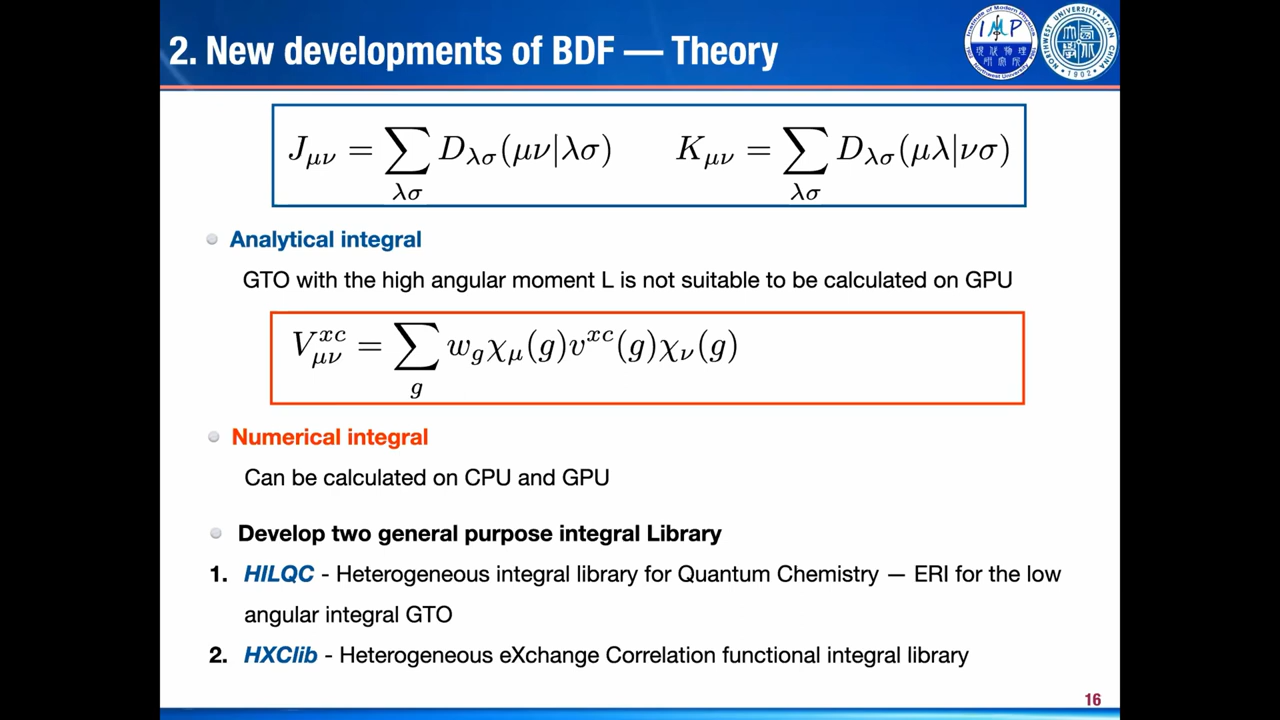 2. New developments of BDF — Theory
J_{μν} = ∑_{λσ} D_{λσ}(μν|λσ)   K_{μν} = ∑_{λσ} D_{λσ}(μλ|νσ)
Analytical integral
GTO with the high angular moment L is not suitable to be calculated on GPU
V^{xc}_{μν} = ∑_g w_g χ_μ(g)v^{xc}(g)χ_ν(g)
Numerical integral
Can be calculated on CPU and GPU
Develop two general purpose integral Library
1. HILQC - Heterogeneous integral library for Quantum Chemistry — ERI for the low
angular integral GTO
2. HXClib - Heterogeneous eXchange Correlation functional integral library
16